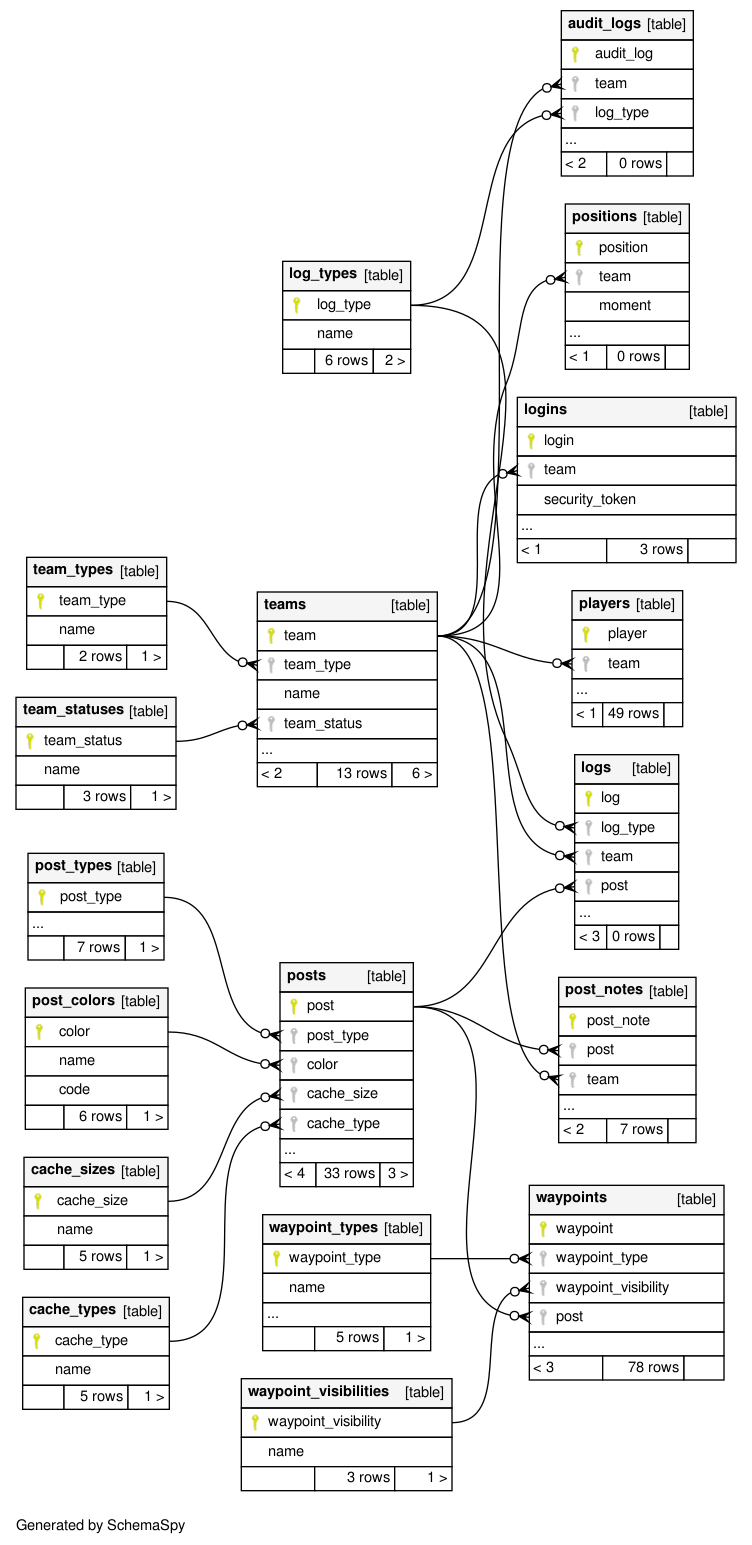 audit_logs [table]
audit_log
team
log_type
...
< 2 0 rows
positions [table]
position
team
moment
...
< 1 0 rows
log_types [table]
log_type
name
6 rows 2 >
logins [table]
login
team
security_token
...
< 1 3 rows
team_types [table]
team_type
name
2 rows 1 >
teams [table]
team
team_type
name
team_status
...
< 2 13 rows 6 >
players [table]
player
team
...
< 1 49 rows
team_statuses [table]
team_status
name
3 rows 1 >
logs [table]
log
log_type
team
post
...
< 3 0 rows
post_types [table]
post_type
...
7 rows 1 >
posts [table]
post
post_type
color
cache_size
cache_type
...
< 4 33 rows 3 >
post_notes [table]
post_note
post
team
...
< 2 7 rows
post_colors [table]
color
name
code
6 rows 1 >
cache_sizes [table]
cache_size
name
5 rows 1 >
waypoint_types [table]
waypoint_type
name
...
5 rows 1 >
waypoints [table]
waypoint
waypoint_type
waypoint_visibility
post
...
< 3 78 rows
cache_types [table]
cache_type
name
5 rows 1 >
waypoint_visibilities [table]
waypoint_visibility
name
3 rows 1 >
Generated by SchemaSpy